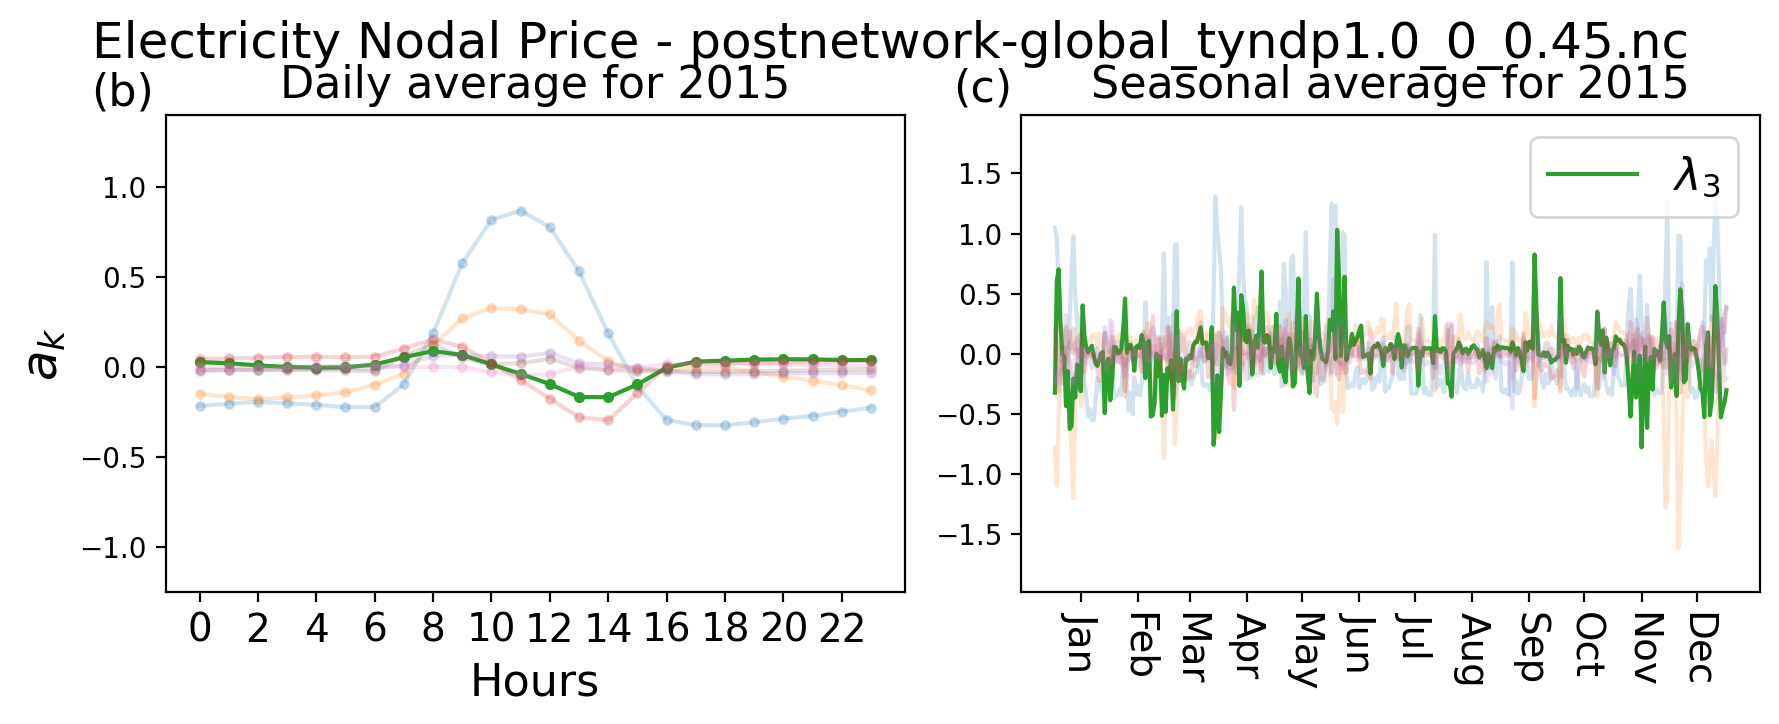 Electricity Nodal Price - postnetwork-global_tyndp1.0_0_0.45.nc
(b) Daily average for 2015
(c) Seasonal average for 2015
a_k
1.0
0.5
0.0
−0.5
−1.0
0 2 4 6 8 10 12 14 16 18 20 22
Hours
λ_3
1.5
1.0
0.5
0.0
−0.5
−1.0
−1.5
Jan Feb Mar Apr May Jun Jul Aug Sep Oct Nov Dec